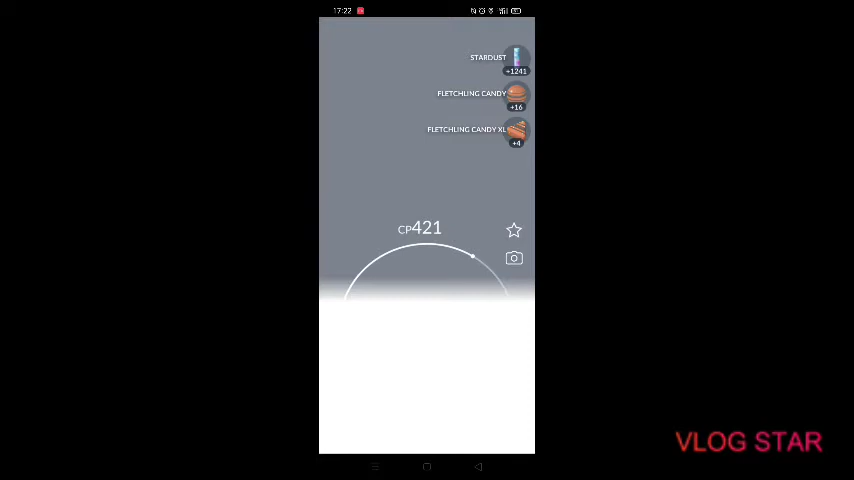 17:22
STARDUST
+1241
FLETCHLING CANDY
+16
FLETCHLING CANDY XL
+4
CP421
VLOG STAR